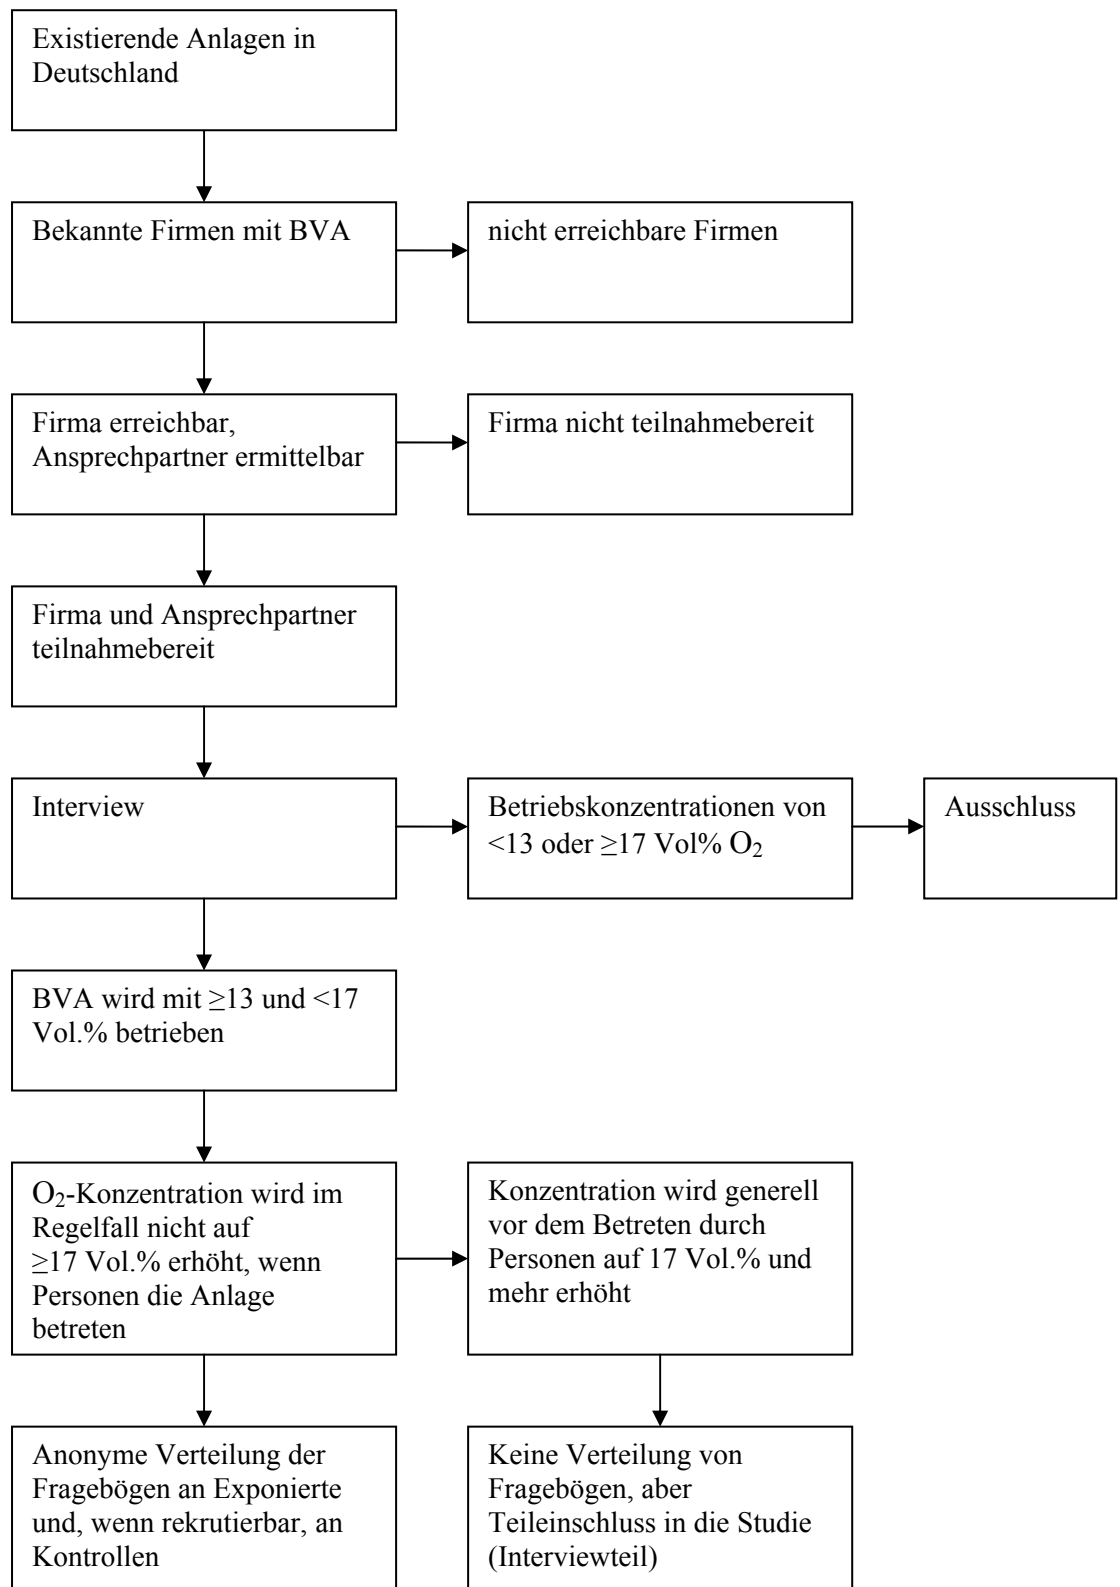 Existierende Anlagen in
Deutschland
Bekannte Firmen mit BVA
nicht erreichbare Firmen
Firma erreichbar,
Ansprechpartner ermittelbar
Firma nicht teilnahmebereit
Firma und Ansprechpartner
teilnahmebereit
Interview
Betriebskonzentrationen von
<13 oder ≥17 Vol% O₂
Ausschluss
BVA wird mit ≥13 und <17
Vol.% betrieben
O₂-Konzentration wird im
Regelfall nicht auf
≥17 Vol.% erhöht, wenn
Personen die Anlage
betreten
Konzentration wird generell
vor dem Betreten durch
Personen auf 17 Vol.% und
mehr erhöht
Anonyme Verteilung der
Fragebögen an Exponierte
und, wenn rekrutierbar, an
Kontrollen
Keine Verteilung von
Fragebögen, aber
Teileinschluss in die Studie
(Interviewteil)